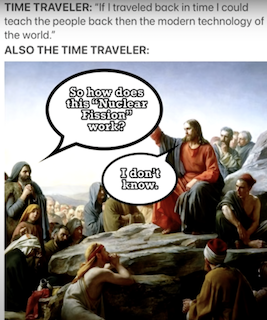 TIME TRAVELER: "If I traveled back in time I could
teach the people back then the modern technology of
the world."
ALSO THE TIME TRAVELER:
So how does
this "Nuclear
Fission"
work?
I don't
know.